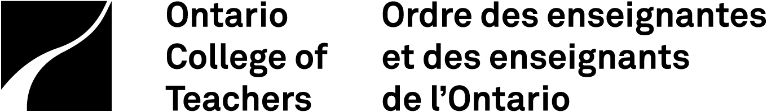 Ontario
College of
Teachers
Ordre des enseignantes
et des enseignants
de l'Ontario